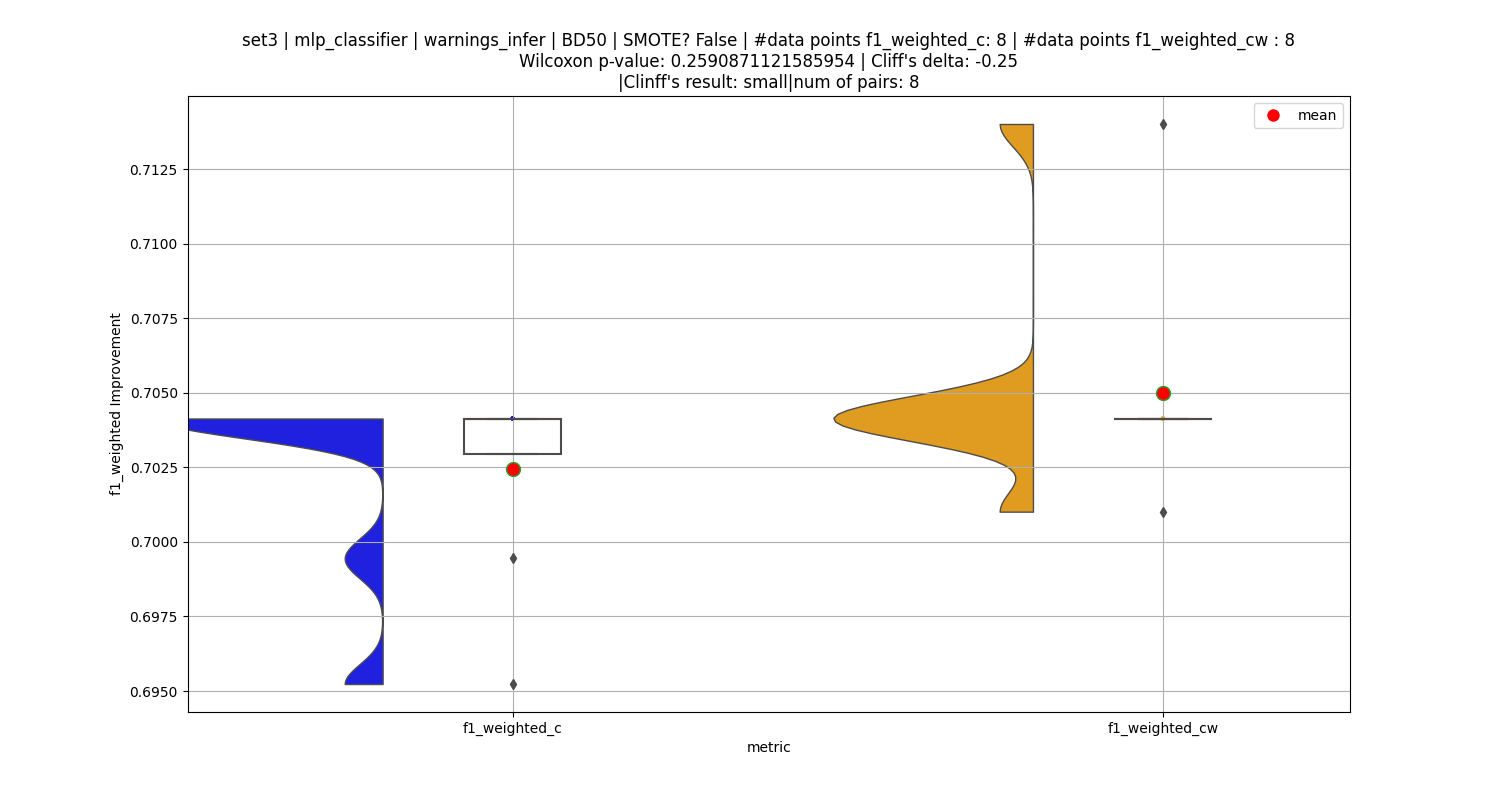 set3 | mlp_classifier | warnings_infer | BD50 | SMOTE? False | #data points f1_weighted_c: 8 | #data points f1_weighted_cw : 8
Wilcoxon p-value: 0.2590871121585954 | Cliff's delta: -0.25
|Clinff's result: small|num of pairs: 8
mean
0.7125
0.7100
0.7075
0.7050
0.7025
0.7000
0.6975
0.6950
f1_weighted Improvement
f1_weighted_c
f1_weighted_cw
metric